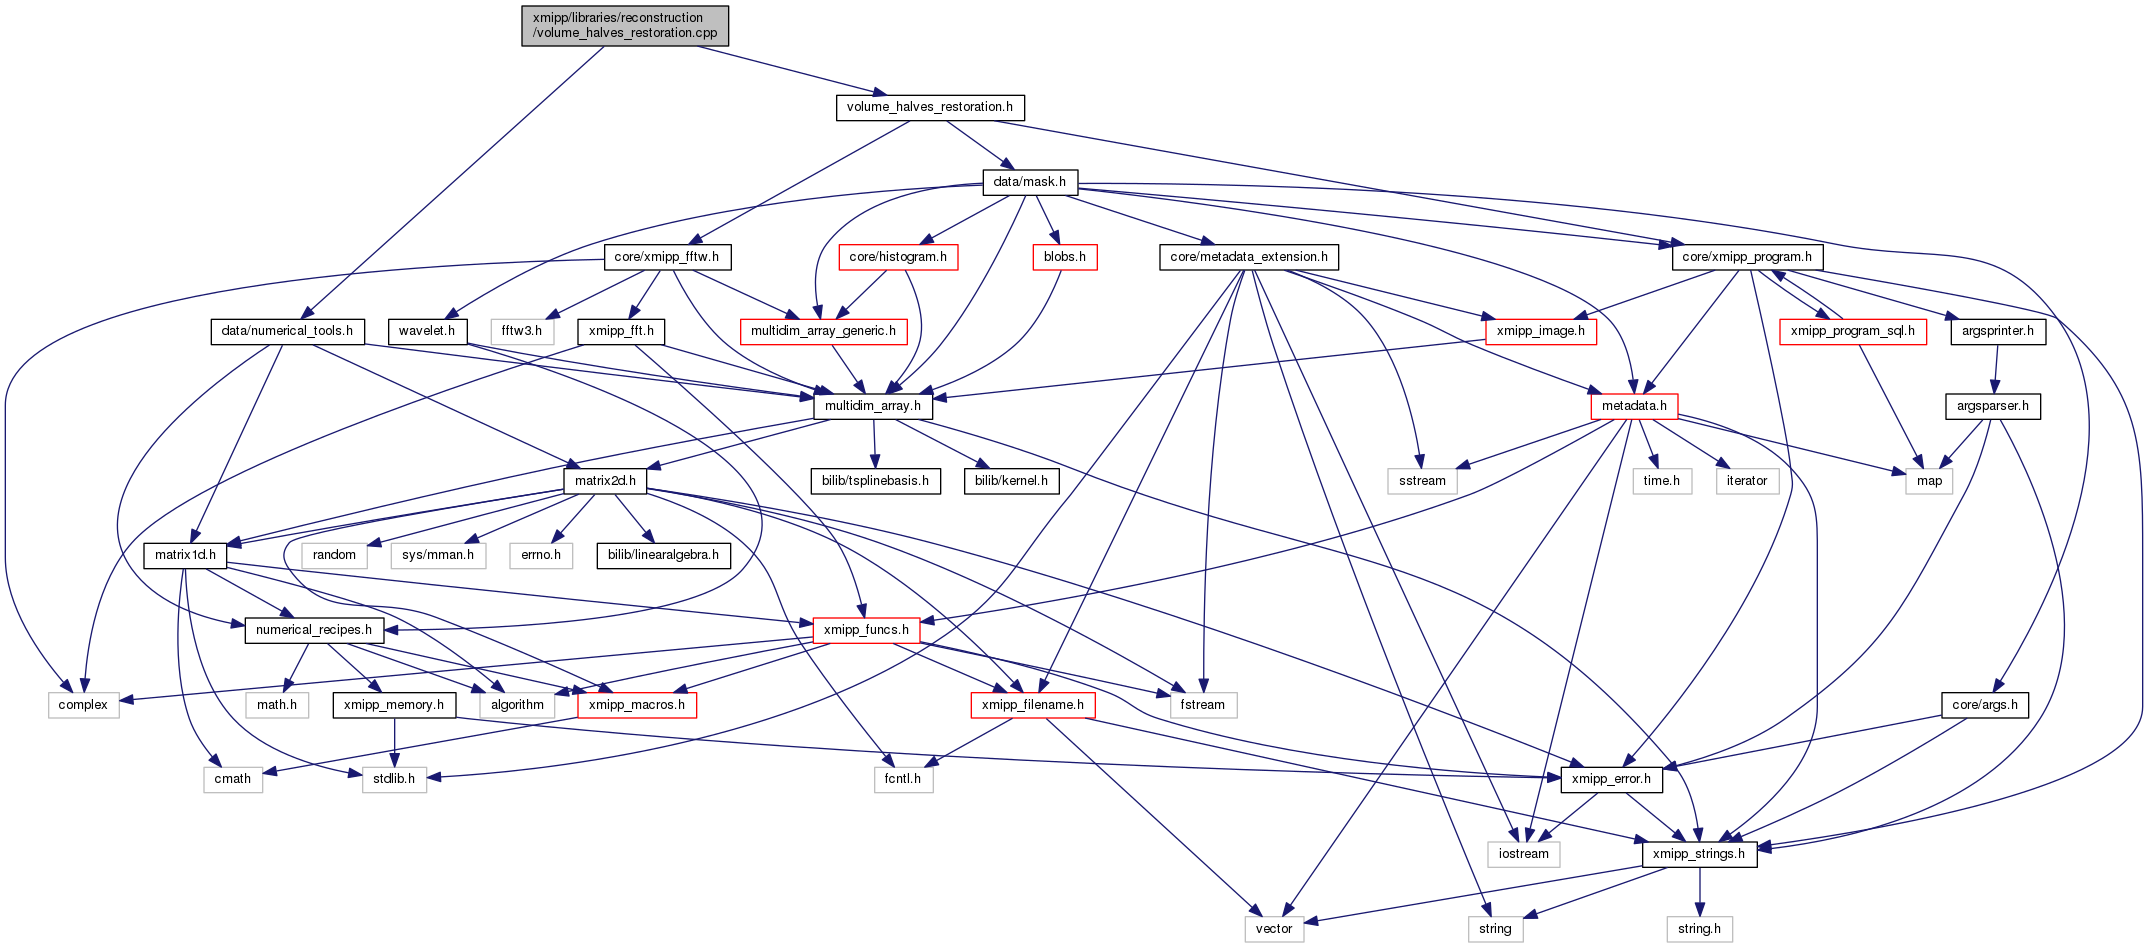 xmipp/libraries/reconstruction
/volume_halves_restoration.cpp
volume_halves_restoration.h
data/mask.h
core/xmipp_fftw.h
core/histogram.h
blobs.h
core/metadata_extension.h
core/xmipp_program.h
data/numerical_tools.h
wavelet.h
fftw3.h
xmipp_fft.h
multidim_array_generic.h
xmipp_image.h
xmipp_program_sql.h
argsprinter.h
multidim_array.h
metadata.h
argsparser.h
matrix2d.h
bilib/tsplinebasis.h
bilib/kernel.h
sstream
time.h
iterator
map
matrix1d.h
random
sys/mman.h
errno.h
bilib/linearalgebra.h
numerical_recipes.h
xmipp_funcs.h
complex
math.h
xmipp_memory.h
algorithm
xmipp_macros.h
xmipp_filename.h
fstream
core/args.h
cmath
stdlib.h
fcntl.h
xmipp_error.h
iostream
xmipp_strings.h
vector
string
string.h